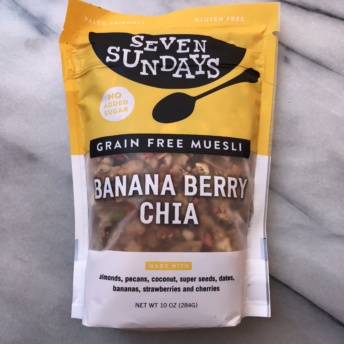 PALEO FRIENDLY
GLUTEN FREE
SEVEN
SUNDAYS
NO
ADDED
SUGAR
GRAIN FREE MUESLI
BANANA BERRY
CHIA
MADE WITH
almonds, pecans, coconut, super seeds, dates,
bananas, strawberries and cherries
NET WT 10 OZ (284G)